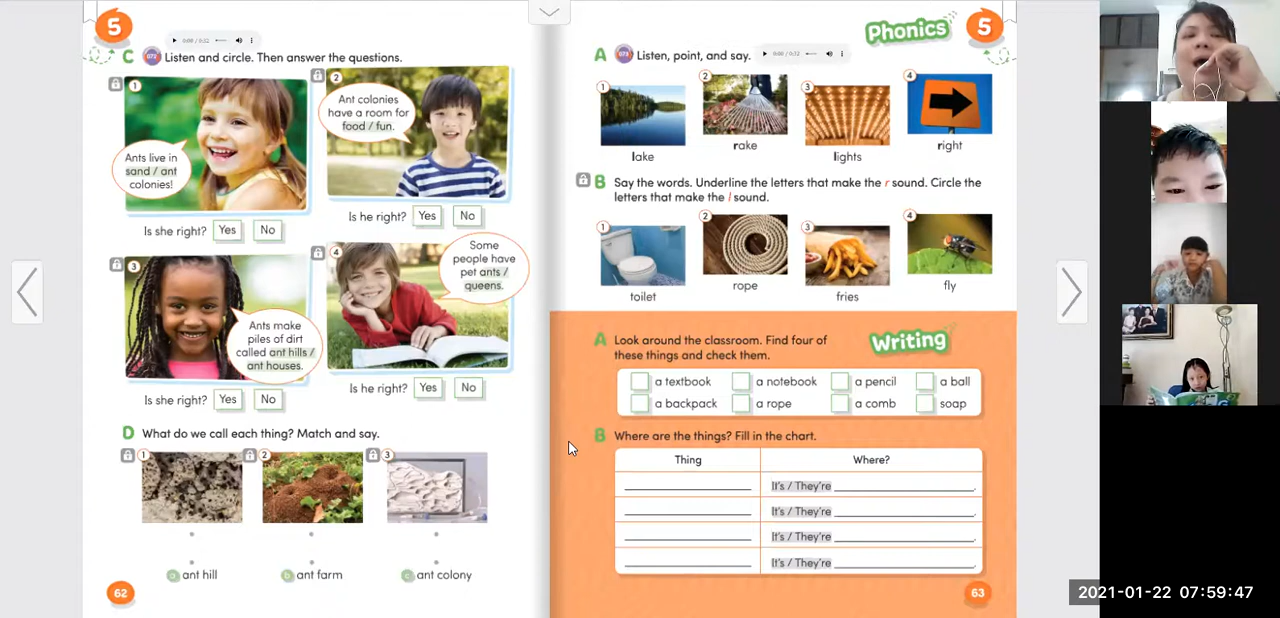 5
C 073 Listen and circle. Then answer the questions.
1
Ants live in
sand / ant
colonies!
Is she right? Yes No
2
Ant colonies
have a room for
food / fun.
Is he right? Yes No
3
Ants make
piles of dirt
called ant hills /
ant houses.
Is she right? Yes No
4
Some
people have
pet ants /
queens.
Is he right? Yes No
D What do we call each thing? Match and say.
1 2 3
a ant hill b ant farm c ant colony
62
Phonics 5
A Listen, point, and say.
1 2 3 4
lake rake lights right
B Say the words. Underline the letters that make the r sound. Circle the
letters that make the l sound.
1 2 3 4
toilet rope fries fly
Writing
A Look around the classroom. Find four of
these things and check them.
a textbook a notebook a pencil a ball
a backpack a rope a comb soap
B Where are the things? Fill in the chart.
Thing Where?
It's / They're .
It's / They're .
It's / They're .
It's / They're .
63
2021-01-22 07:59:47